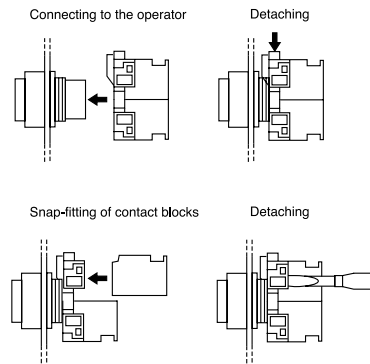 Connecting to the operator
Detaching
Snap-fitting of contact blocks
Detaching